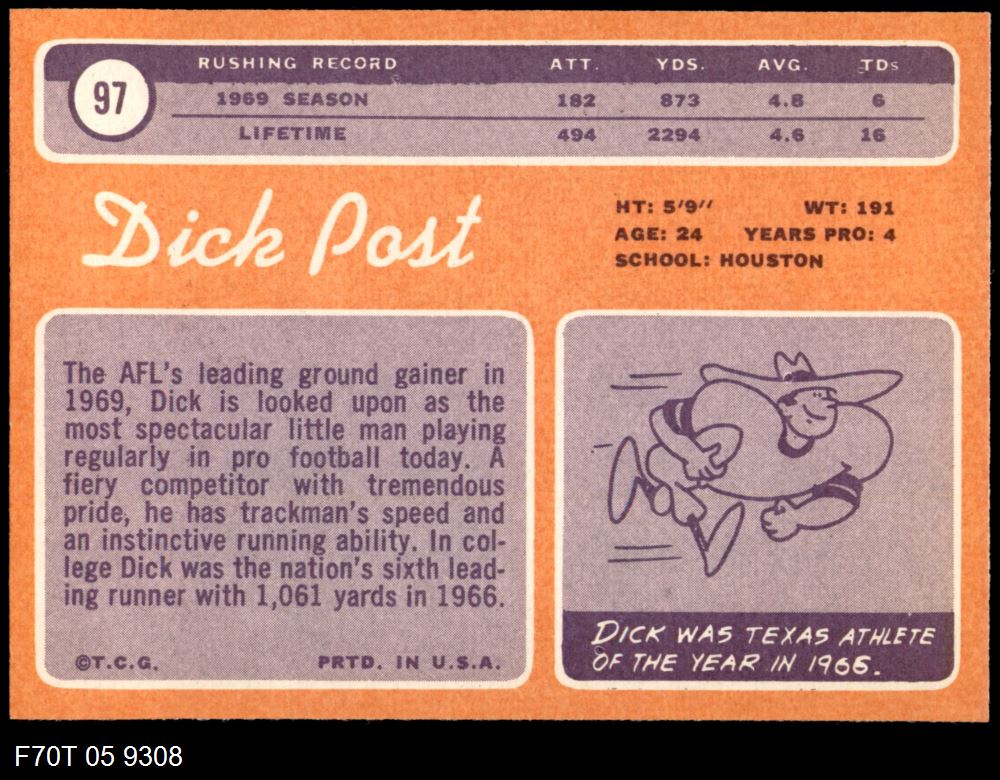 97
RUSHING RECORD ATT. YDS. AVG. TDs
1969 SEASON 182 873 4.8 6
LIFETIME 494 2294 4.6 16
Dick Post
HT: 5'9" WT: 191
AGE: 24 YEARS PRO: 4
SCHOOL: HOUSTON
The AFL's leading ground gainer in
1969, Dick is looked upon as the
most spectacular little man playing
regularly in pro football today. A
fiery competitor with tremendous
pride, he has trackman's speed and
an instinctive running ability. In col-
lege Dick was the nation's sixth lead-
ing runner with 1,061 yards in 1966.
©T.C.G. PRTD. IN U.S.A.
DICK WAS TEXAS ATHLETE
OF THE YEAR IN 1966.
F70T 05 9308